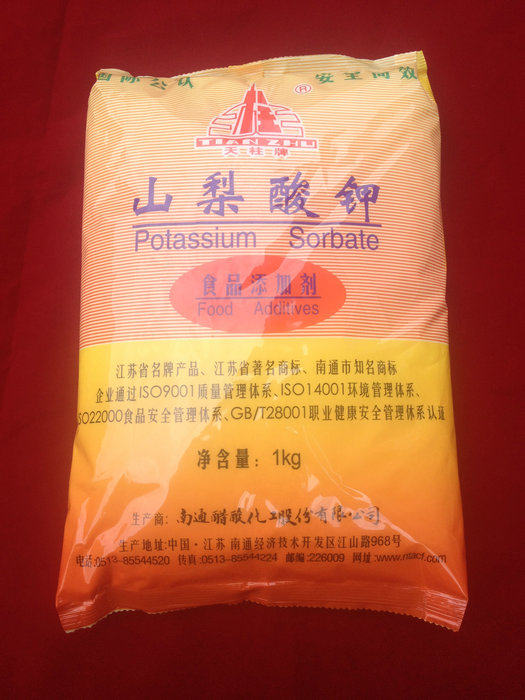 国际公认 安全高效
®
TIAN ZHU
天柱牌
山梨酸钾
Potassium Sorbate
食品添加剂
Food Additives
江苏省名牌产品、江苏省著名商标、南通市知名商标
企业通过ISO9001质量管理体系、ISO14001环境管理体系、
ISO22000食品安全管理体系、GB/T28001职业健康安全管理体系认证
净含量：1kg
生产商：南通醋酸化工股份有限公司
生产地址:中国·江苏 南通经济技术开发区江山路968号
电话:0513-85544520 传真:0513-85544224 邮编:226009 网址:www.ntacf.com